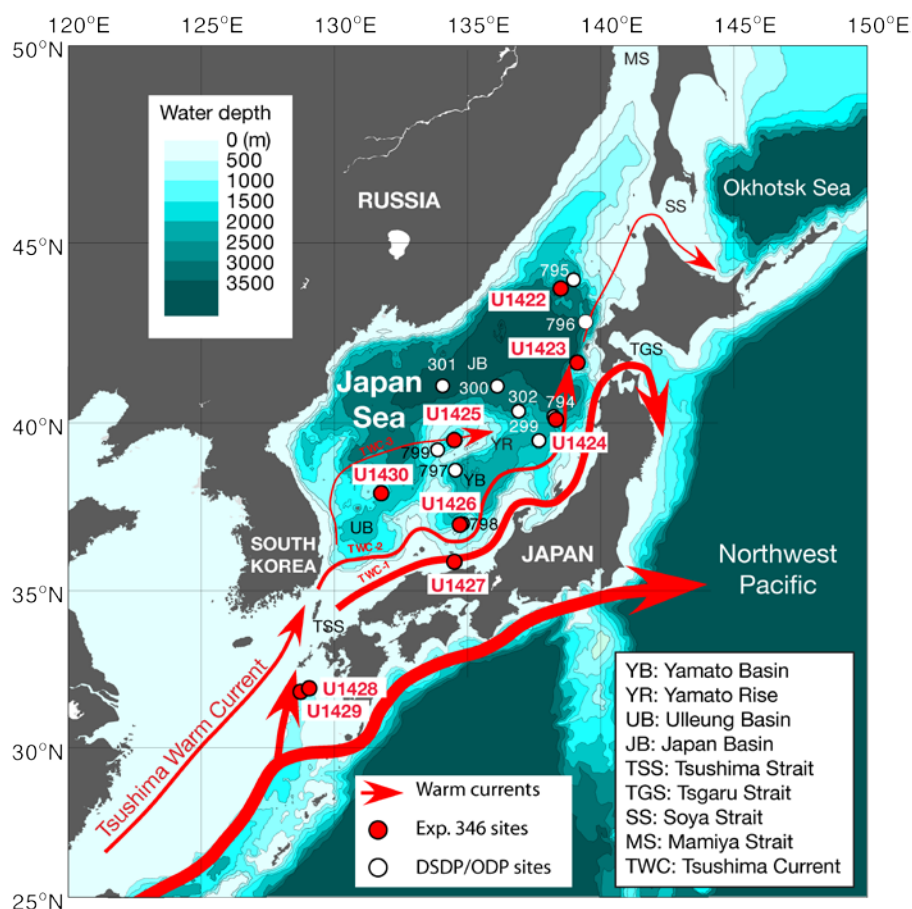 120°E 125°E 130°E 135°E 140°E 145°E 150°E
50°N
MS
Water depth
0 (m)
500
1000
1500
2000
2500
3000
3500
RUSSIA
Okhotsk Sea
SS
45°N
795
U1422
796
U1423
TGS
301 JB
300
302
794
Japan
Sea
U1425
299
40°N
TWC-3
YR
U1424
799
797
YB
U1430
U1426
UB
798
TWC-2
SOUTH
KOREA
JAPAN
Northwest
Pacific
TWC-1
U1427
35°N
TSS
Tsushima Warm Current
U1428
U1429
30°N
YB: Yamato Basin
YR: Yamato Rise
UB: Ulleung Basin
JB: Japan Basin
TSS: Tsushima Strait
TGS: Tsgaru Strait
SS: Soya Strait
MS: Mamiya Strait
TWC: Tsushima Current
Warm currents
Exp. 346 sites
DSDP/ODP sites
25°N